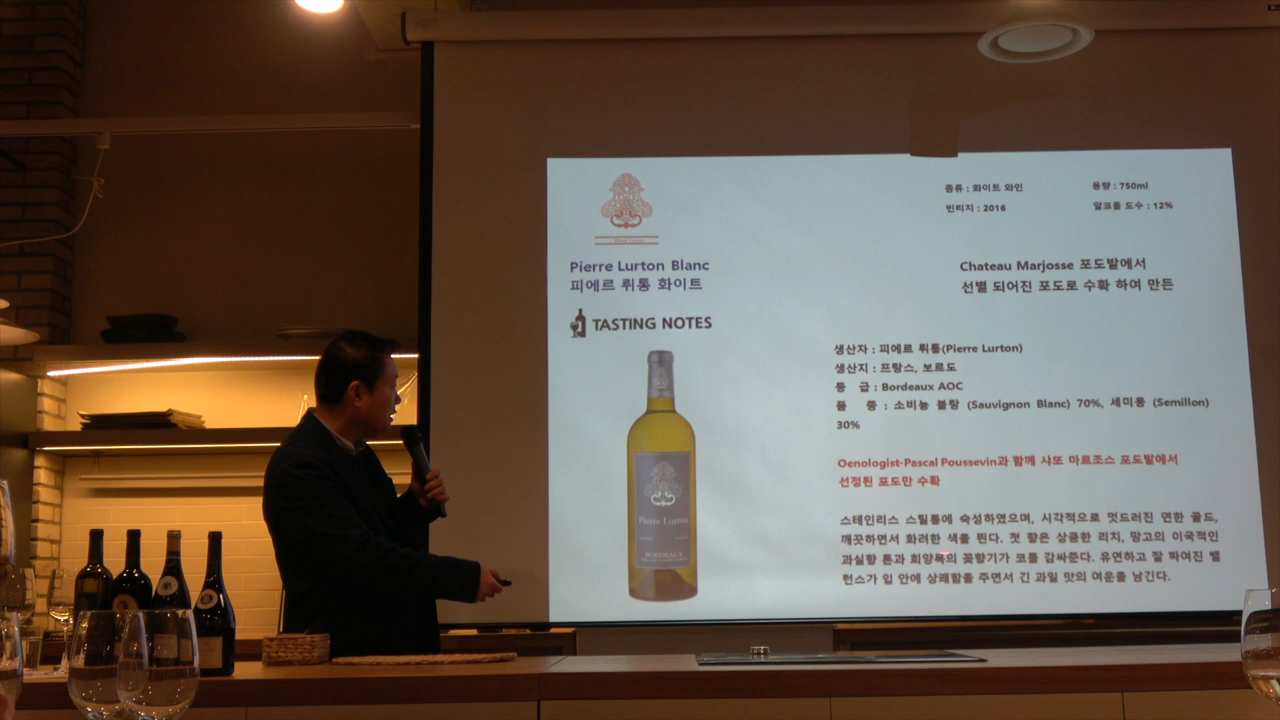 종류 : 화이트 와인
용량 : 750ml
빈티지 : 2016
알코올 도수 : 12%
Pierre Lurton Blanc
피에르 뤼통 화이트
Chateau Marjosse 포도밭에서
선별 되어진 포도로 수확 하여 만든
TASTING NOTES
생산자 : 피에르 뤼통(Pierre Lurton)
생산지 : 프랑스, 보르도
등 급 : Bordeaux AOC
품 종 : 소비뇽 블랑 (Sauvignon Blanc) 70%, 세미용 (Semillon)
30%
Oenologist-Pascal Poussevin과 함께 샤또 마르조스 포도밭에서
선정된 포도만 수확
스테인리스 스틸통에 숙성하였으며, 시각적으로 멋드러진 연한 골드,
깨끗하면서 화려한 색을 띈다. 첫 향은 상큼한 리치, 망고의 이국적인
과실향 톤과 희양목의 꽃향기가 코를 감싸준다. 유연하고 잘 짜여진 밸
런스가 입 안에 상쾌함을 주면서 긴 과일 맛의 여운을 남긴다.
Pierre Lurton
BORDEAUX